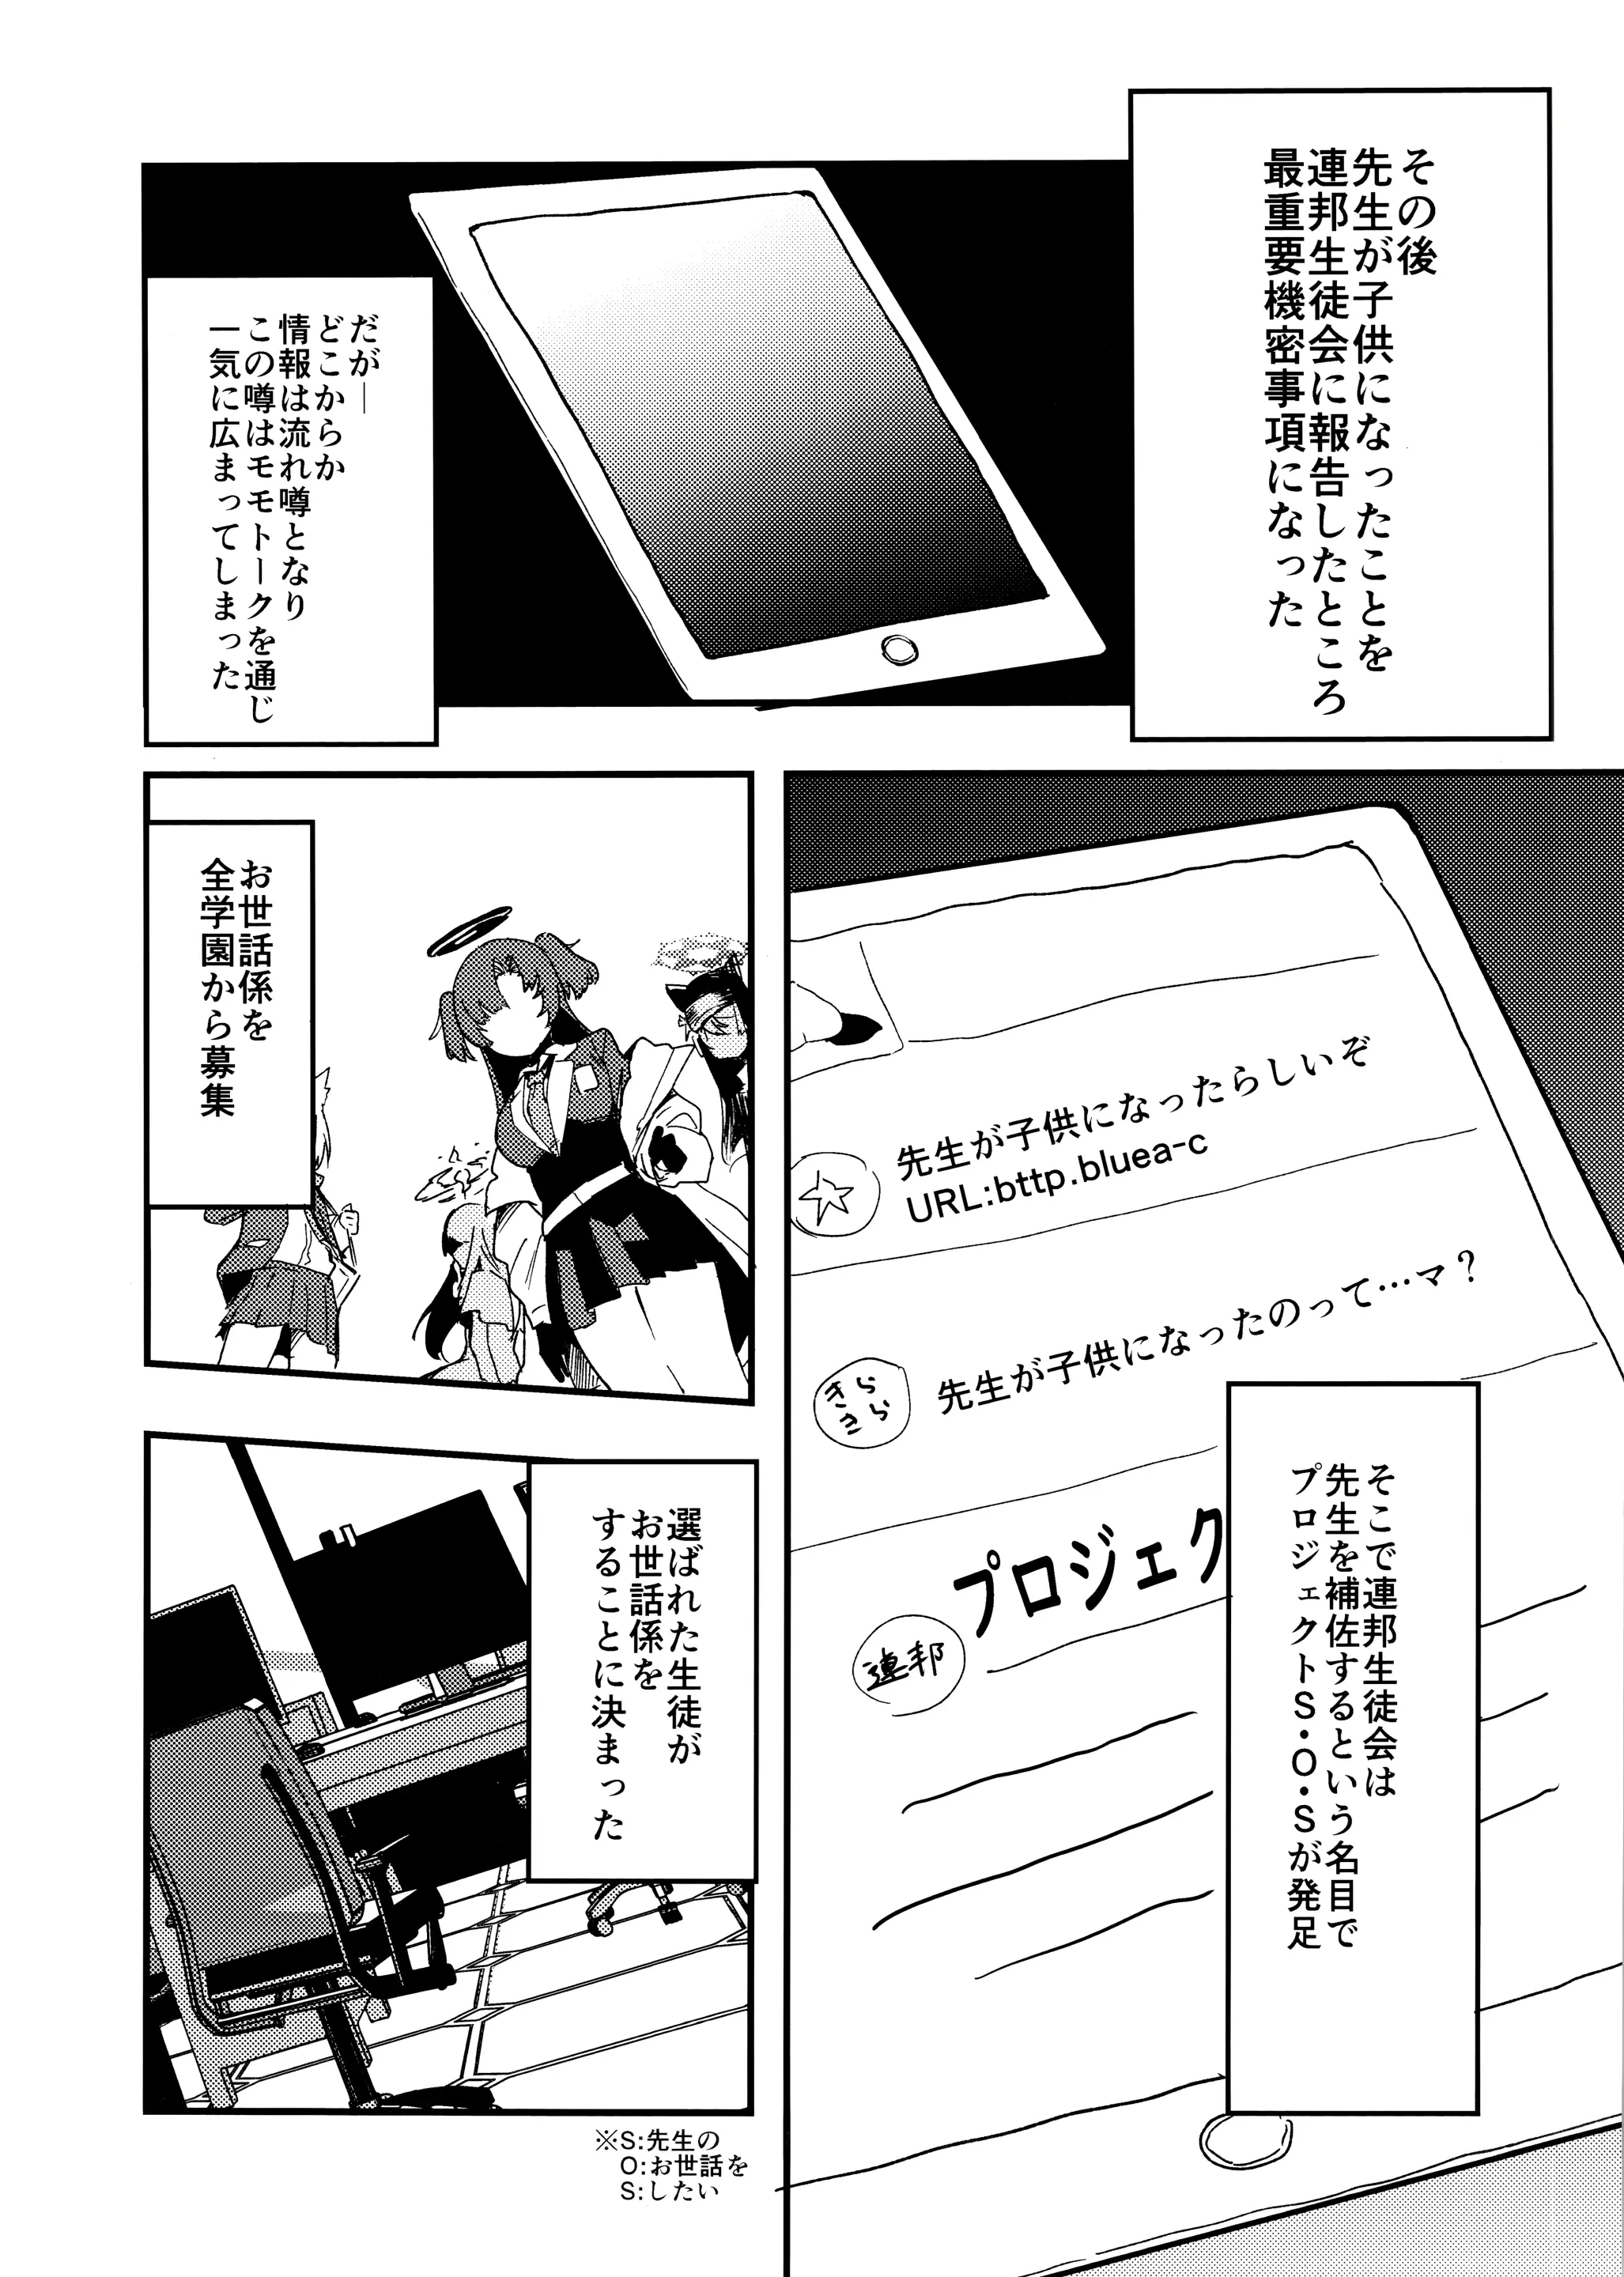 その後
先生が子供になったことを
連邦生徒会に報告したところ
最重要機密事項になった
だが―
どこからか
情報は流れ噂となり
この噂はモモトークを通じ
一気に広まってしまった
先生が子供になったらしいぞ
URL:bttp.bluea-c
先生が子供になったのって…マ？
きら
きら
プロジェク
連邦
そこで連邦生徒会は
先生を補佐するという名目で
プロジェクトS・O・Sが発足
お世話係を
全学園から募集
選ばれた生徒が
お世話係を
することに決まった
※S:先生の
O:お世話を
S:したい